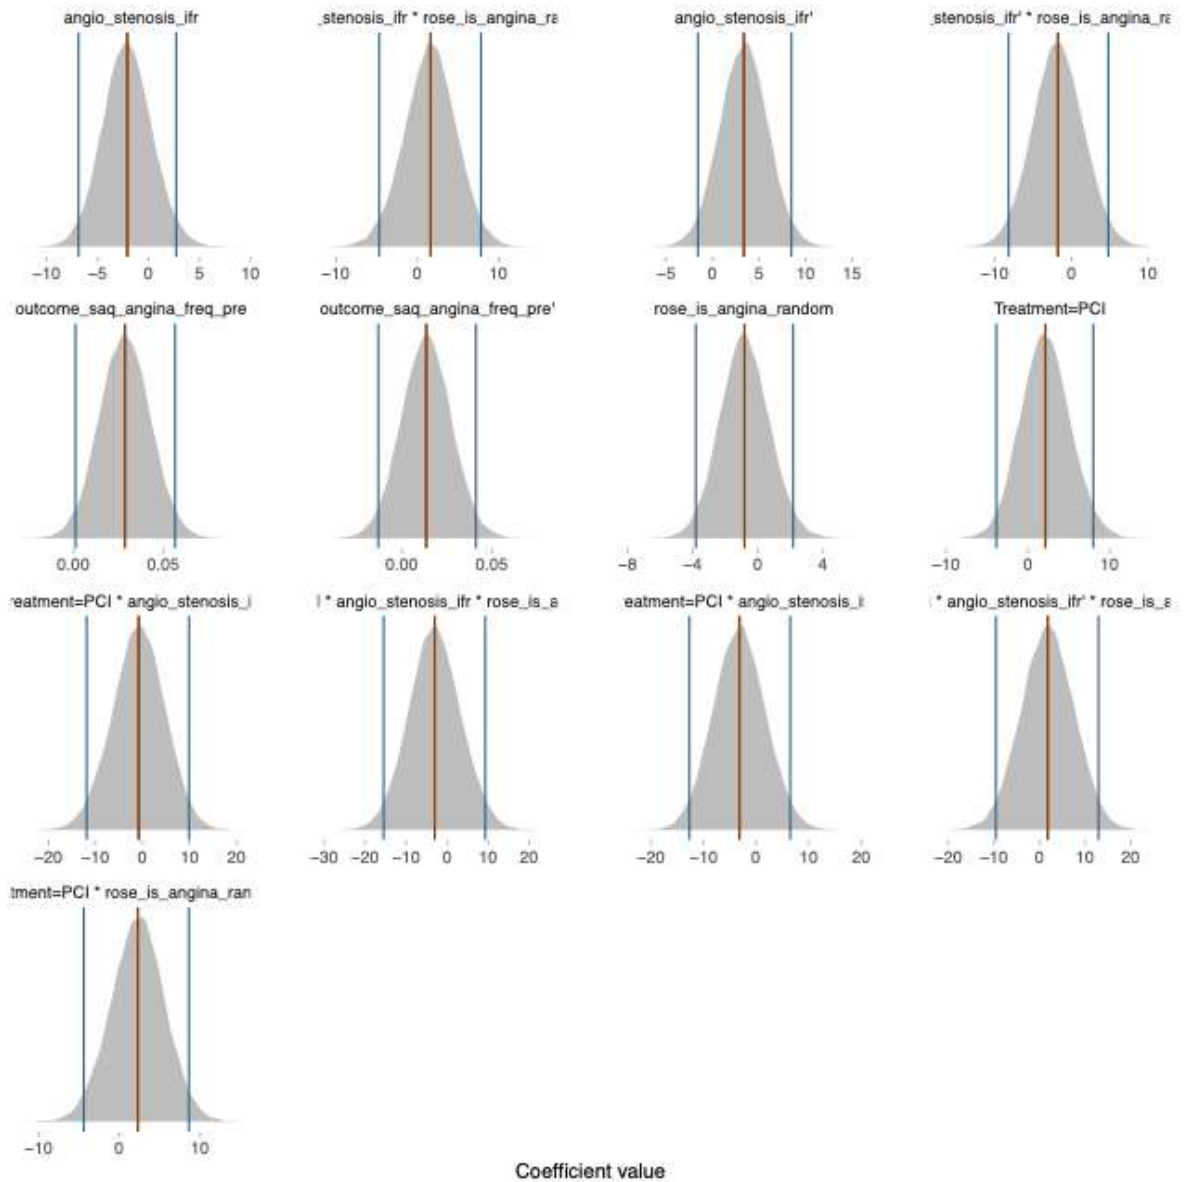 angio_stenosis_ifr _stenosis_ifr * rose_is_angina_ra angio_stenosis_ifr' _stenosis_ifr' * rose_is_angina_ra
−10 −5 0 5 10 −10 0 10 −5 0 5 10 15 −10 0 10
outcome_saq_angina_freq_pre outcome_saq_angina_freq_pre' rose_is_angina_random Treatment=PCI
0.00 0.05 0.00 0.05 −8 −4 0 4 −10 0 10
reatment=PCI * angio_stenosis_i * angio_stenosis_ifr * rose_is_a eatment=PCI * angio_stenosis_i * angio_stenosis_ifr' * rose_is_a
−20 −10 0 10 20 −30 −20 −10 0 10 20 −20 −10 0 10 20 −20 −10 0 10 20
tment=PCI * rose_is_angina_ran
−10 0 10
Coefficient value